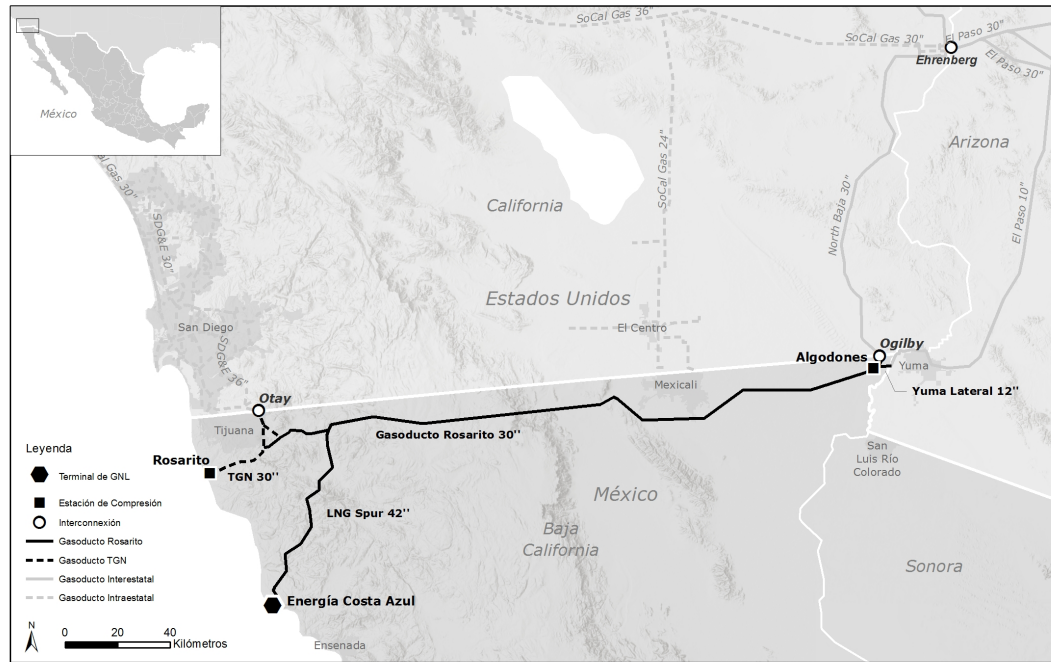 México
SoCal Gas 36"
SoCal Gas 30"
El Paso 30"
Ehrenberg
El Paso 30"
Arizona
SoCal Gas 24"
California
North Baja 30"
El Paso 10"
al Gas 30"
SDG&E 30"
Estados Unidos
San Diego
El Centro
SDG&E 36"
Ogilby
Algodones
Yuma
Mexicali
Yuma Lateral 12''
Otay
Tijuana
Gasoducto Rosarito 30''
San
Luis Río
Colorado
Rosarito
TGN 30''
México
LNG Spur 42''
Baja
California
Sonora
Energía Costa Azul
Ensenada
Leyenda
Terminal de GNL
Estación de Compresión
Interconnexión
Gasoducto Rosarito
Gasoducto TGN
Gasoducto Interestatal
Gasoducto Intraestatal
N
0 20 40
Kilómetros